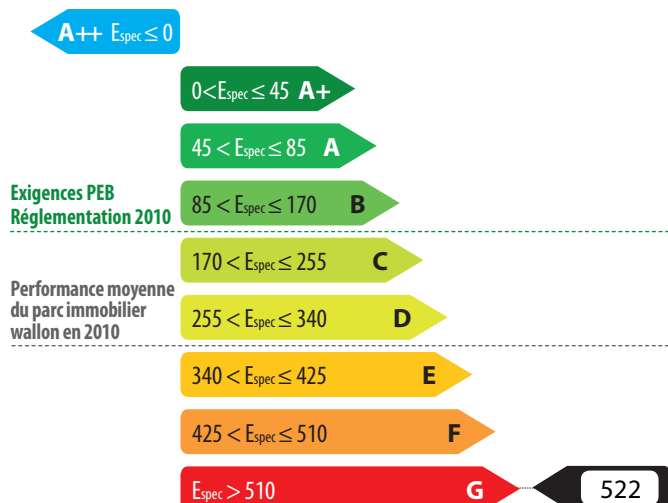 A++ Espec ≤ 0
0<Espec ≤ 45 A+
45 < Espec ≤ 85 A
Exigences PEB
Réglementation 2010
85 < Espec ≤ 170 B
170 < Espec ≤ 255 C
Performance moyenne
du parc immobilier
wallon en 2010
255 < Espec ≤ 340 D
340 < Espec ≤ 425 E
425 < Espec ≤ 510 F
Espec > 510 G 522